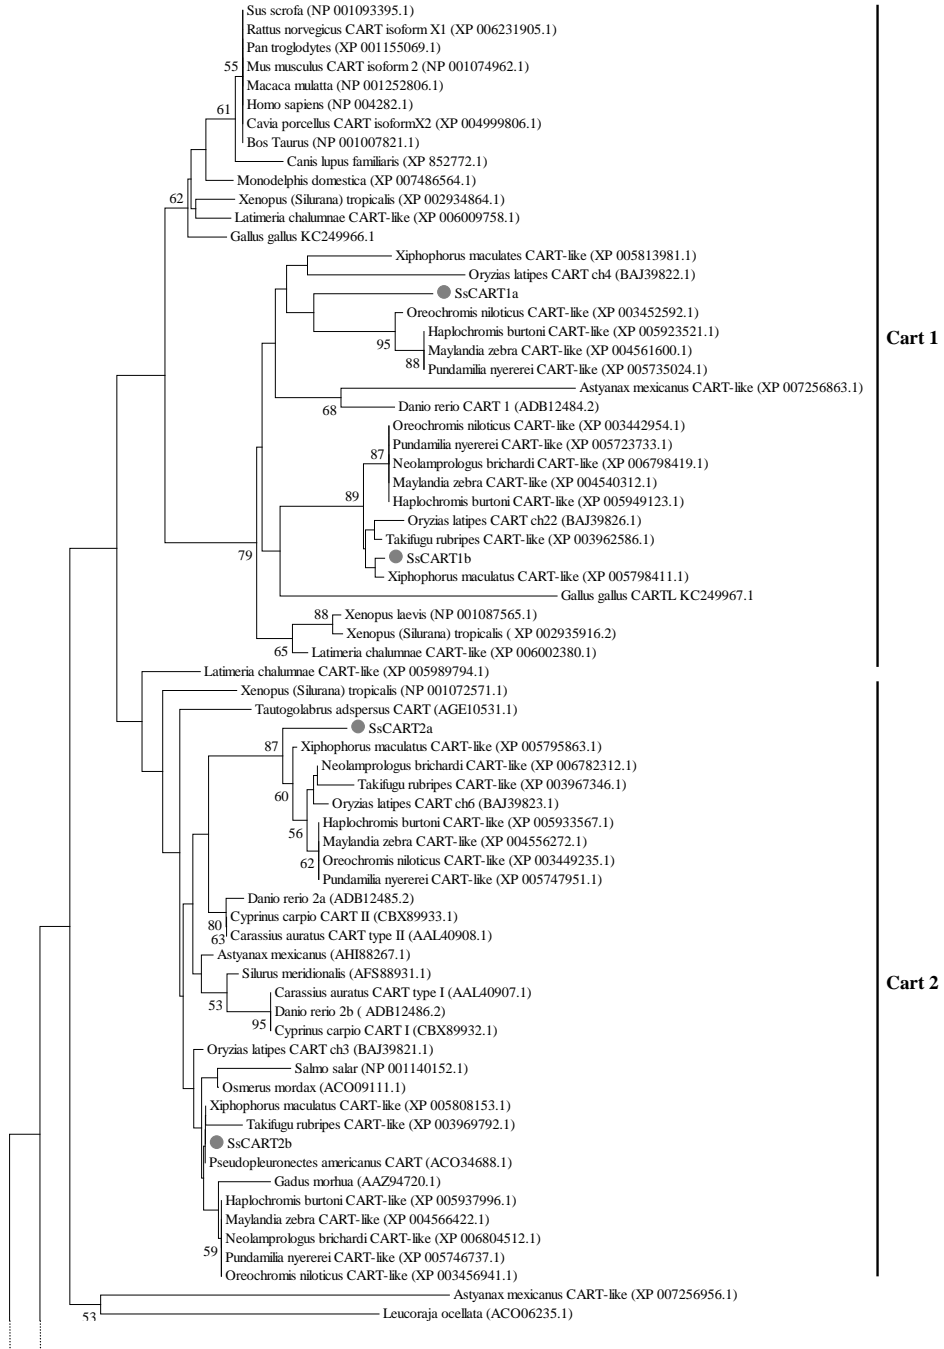 Sus scrofa (NP 001093395.1)
Rattus norvegicus CART isoform X1 (XP 006231905.1)
Pan troglodytes (XP 001155069.1)
55 Mus musculus CART isoform 2 (NP 001074962.1)
Macaca mulatta (NP 001252806.1)
61 Homo sapiens (NP 004282.1)
Cavia porcellus CART isoformX2 (XP 004999806.1)
Bos Taurus (NP 001007821.1)
Canis lupus familiaris (XP 852772.1)
Monodelphis domestica (XP 007486564.1)
62 Xenopus (Silurana) tropicalis (XP 002934864.1)
Latimeria chalumnae CART-like (XP 006009758.1)
Gallus gallus KC249966.1
Xiphophorus maculates CART-like (XP 005813981.1)
Oryzias latipes CART ch4 (BAJ39822.1)
SsCART1a
Oreochromis niloticus CART-like (XP 003452592.1)
Haplochromis burtoni CART-like (XP 005923521.1)
Cart 1
95 Maylandia zebra CART-like (XP 004561600.1)
88 Pundamilia nyererei CART-like (XP 005735024.1)
Astyanax mexicanus CART-like (XP 007256863.1)
68 Danio rerio CART 1 (ADB12484.2)
Oreochromis niloticus CART-like (XP 003442954.1)
Pundamilia nyererei CART-like (XP 005723733.1)
87 Neolamprologus brichardi CART-like (XP 006798419.1)
Maylandia zebra CART-like (XP 004540312.1)
89 Haplochromis burtoni CART-like (XP 005949123.1)
Oryzias latipes CART ch22 (BAJ39826.1)
Takifugu rubripes CART-like (XP 003962586.1)
79 SsCART1b
Xiphophorus maculatus CART-like (XP 005798411.1)
Gallus gallus CARTL KC249967.1
88 Xenopus laevis (NP 001087565.1)
Xenopus (Silurana) tropicalis ( XP 002935916.2)
65 Latimeria chalumnae CART-like (XP 006002380.1)
Latimeria chalumnae CART-like (XP 005989794.1)
Xenopus (Silurana) tropicalis (NP 001072571.1)
Tautogolabrus adspersus CART (AGE10531.1)
SsCART2a
87 Xiphophorus maculatus CART-like (XP 005795863.1)
Neolamprologus brichardi CART-like (XP 006782312.1)
Takifugu rubripes CART-like (XP 003967346.1)
60 Oryzias latipes CART ch6 (BAJ39823.1)
Haplochromis burtoni CART-like (XP 005933567.1)
56 Maylandia zebra CART-like (XP 004556272.1)
62 Oreochromis niloticus CART-like (XP 003449235.1)
Pundamilia nyererei CART-like (XP 005747951.1)
Danio rerio 2a (ADB12485.2)
80 Cyprinus carpio CART II (CBX89933.1)
63 Carassius auratus CART type II (AAL40908.1)
Astyanax mexicanus (AHI88267.1)
Silurus meridionalis (AFS88931.1)
Cart 2
53 Carassius auratus CART type I (AAL40907.1)
Danio rerio 2b ( ADB12486.2)
95 Cyprinus carpio CART I (CBX89932.1)
Oryzias latipes CART ch3 (BAJ39821.1)
Salmo salar (NP 001140152.1)
Osmerus mordax (ACO09111.1)
Xiphophorus maculatus CART-like (XP 005808153.1)
Takifugu rubripes CART-like (XP 003969792.1)
SsCART2b
Pseudopleuronectes americanus CART (ACO34688.1)
Gadus morhua (AAZ94720.1)
Haplochromis burtoni CART-like (XP 005937996.1)
Maylandia zebra CART-like (XP 004566422.1)
Neolamprologus brichardi CART-like (XP 006804512.1)
59 Pundamilia nyererei CART-like (XP 005746737.1)
Oreochromis niloticus CART-like (XP 003456941.1)
Astyanax mexicanus CART-like (XP 007256956.1)
53 Leucoraja ocellata (ACO06235.1)